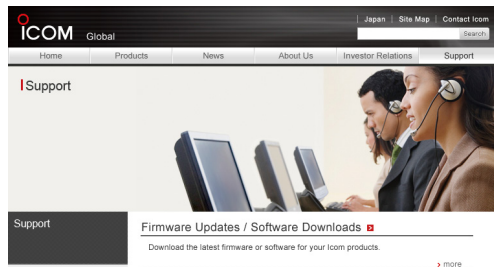 Japan | Site Map | Contact Icom
ICOM Global
Search
Home Products News About Us Investor Relations Support
Support
Support
Firmware Updates / Software Downloads
Download the latest firmware or software for your Icom products.
> more